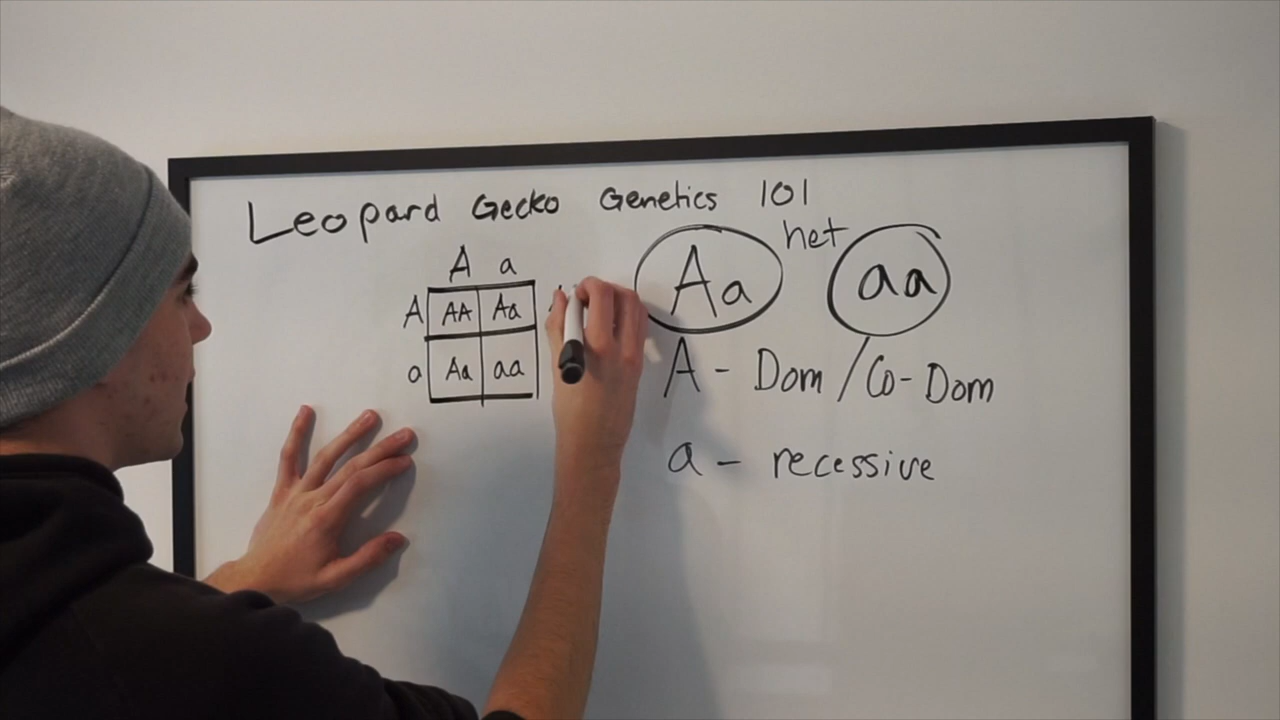 Leopard Gecko Genetics 101
A a
A AA Aa
a Aa aa
Aa het aa
A - Dom / Co-Dom
a - recessive